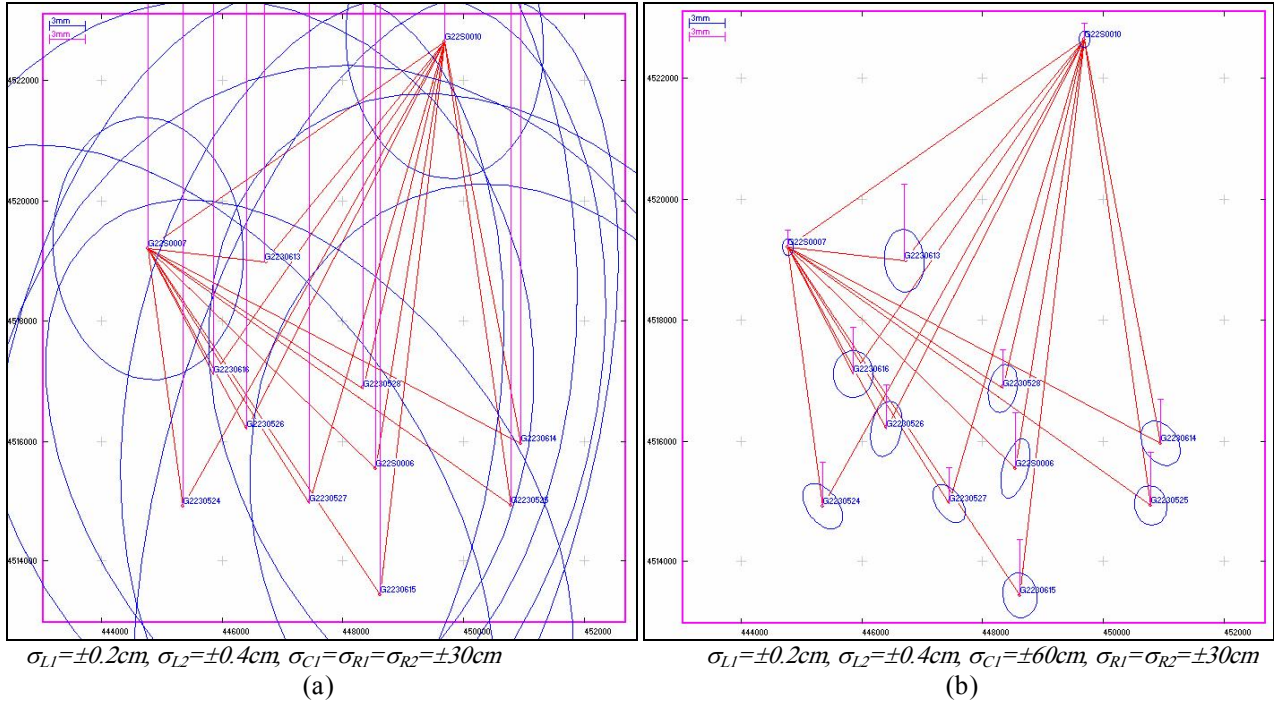 3mm
3mm
G22S0010
4522000
4520000
G22S0007
G2230613
4518000
G2230616
G2230528
G2230526
4516000
G2230614
G22S0006
G2230524
G2230527
G2230525
4514000
G2230615
444000 446000 448000 450000 452000
σL1=±0.2cm, σL2=±0.4cm, σC1=σR1=σR2=±30cm
(a)
3mm
3mm
G22S0010
4522000
4520000
G22S0007
G2230613
4518000
G2230616
G2230528
G2230526
4516000
G2230614
G22S0006
G2230524
G2230527
G2230525
4514000
G2230615
444000 446000 448000 450000 452000
σL1=±0.2cm, σL2=±0.4cm, σC1=±60cm, σR1=σR2=±30cm
(b)